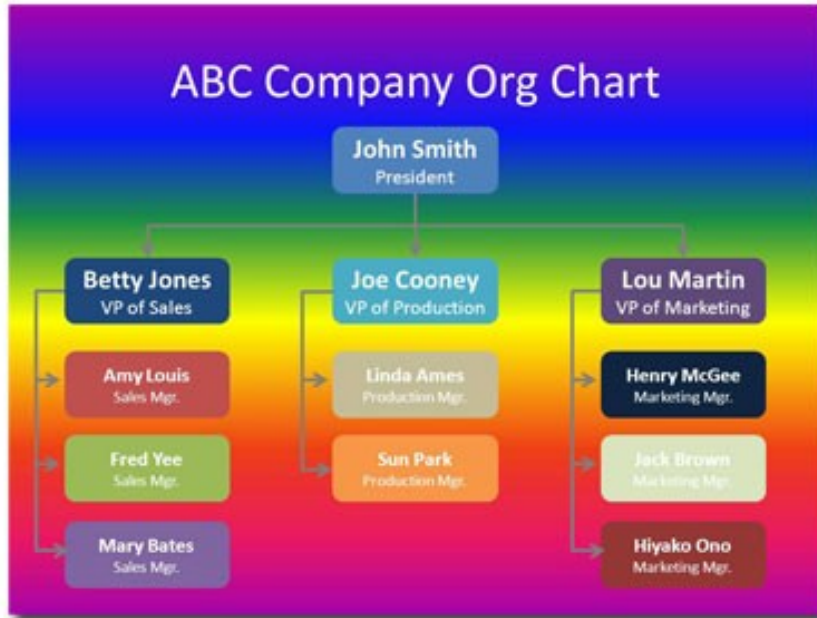 ABC Company Org Chart
John Smith
President
Betty Jones
VP of Sales
Amy Louis
Sales Mgr.
Fred Yee
Sales Mgr.
Mary Bates
Sales Mgr.
Joe Cooney
VP of Production
Linda Ames
Production Mgr.
Sun Park
Production Mgr.
Lou Martin
VP of Marketing
Henry McGee
Marketing Mgr.
Jack Brown
Marketing Mgr.
Hiyako Ono
Marketing Mgr.